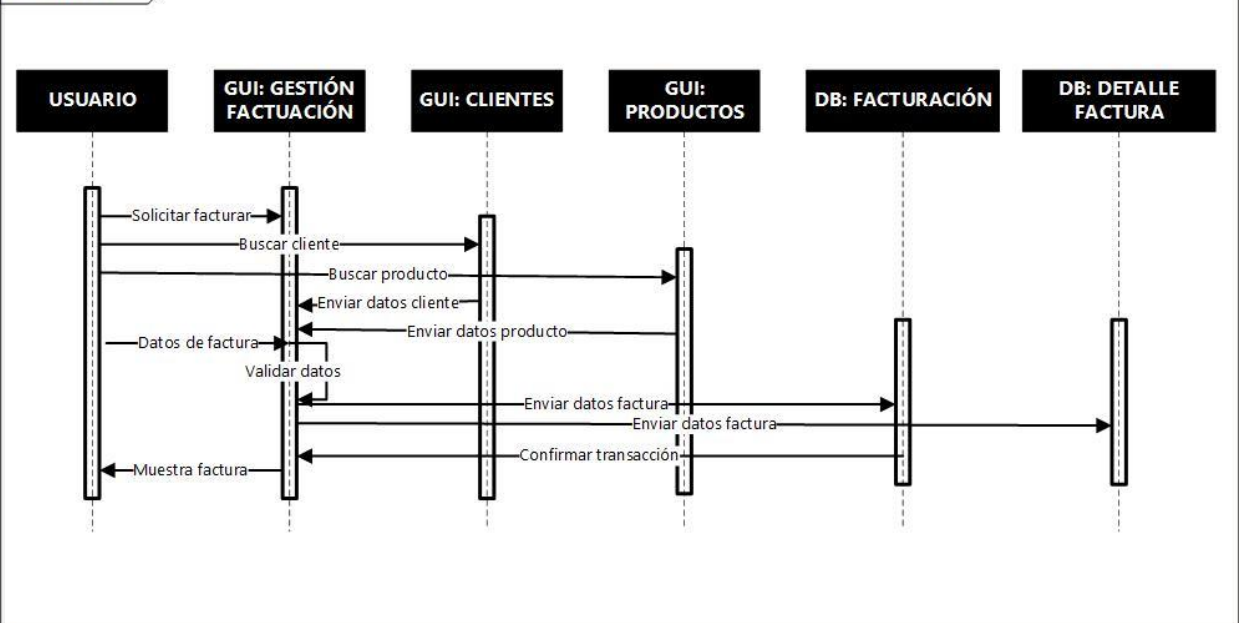 USUARIO
GUI: GESTIÓN
FACTUACIÓN
GUI: CLIENTES
GUI:
PRODUCTOS
DB: FACTURACIÓN
DB: DETALLE
FACTURA
Solicitar facturar
Buscar cliente
Buscar producto
Enviar datos cliente
Enviar datos producto
Datos de factura
Validar datos
Enviar datos factura
Enviar datos factura
Confirmar transacción
Muestra factura